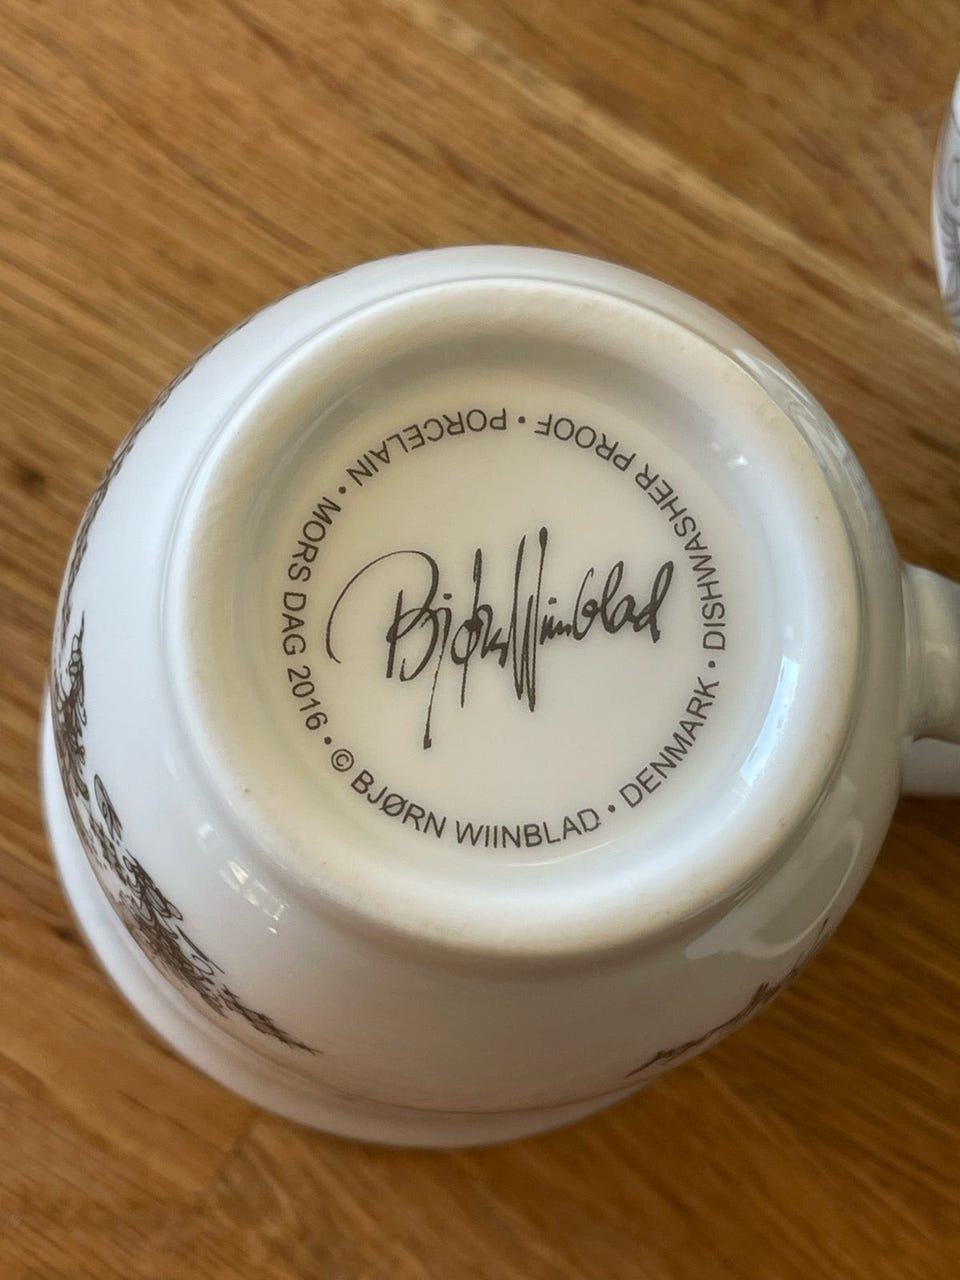 Bjørn Wiinblad
PORCELAIN • MORS DAG 2016 • © BJØRN WIINBLAD • DENMARK • DISHWASHER PROOF •